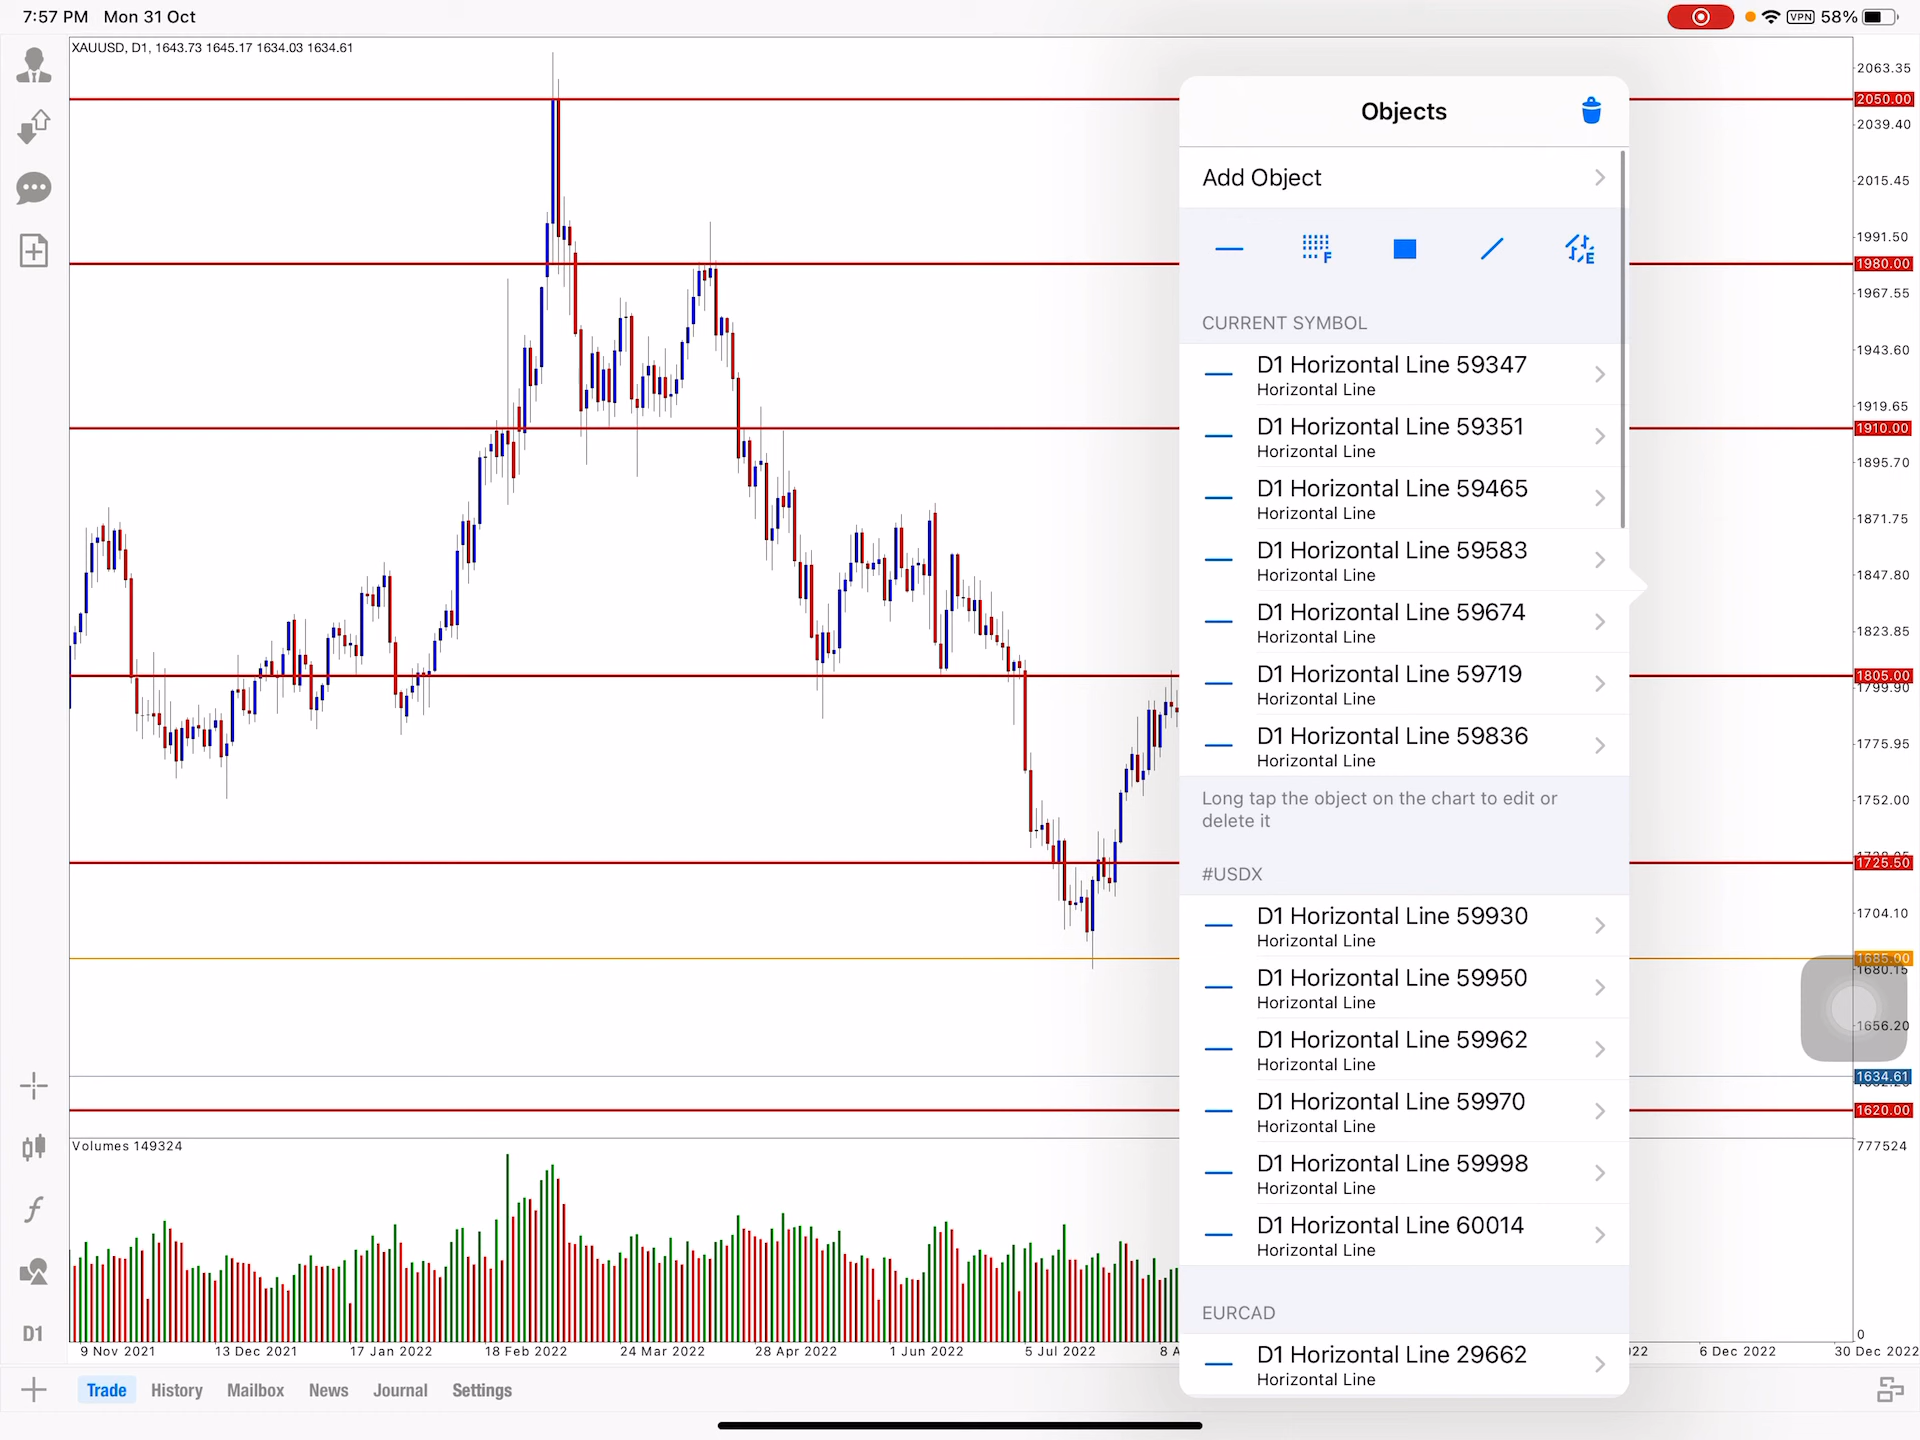 7:57 PM Mon 31 Oct
VPN 58%
XAUUSD, D1, 1643.73 1645.17 1634.03 1634.61
2063.35
2050.00
2039.40
2015.45
1991.50
1980.00
1967.55
1943.60
1919.65
1910.00
1895.70
1871.75
1847.80
1823.85
1805.00
1799.90
1775.95
1752.00
1725.50
1704.10
1685.00
1680.15
1656.20
1634.61
1620.00
Objects
Add Object
F
E
CURRENT SYMBOL
D1 Horizontal Line 59347
Horizontal Line
D1 Horizontal Line 59351
Horizontal Line
D1 Horizontal Line 59465
Horizontal Line
D1 Horizontal Line 59583
Horizontal Line
D1 Horizontal Line 59674
Horizontal Line
D1 Horizontal Line 59719
Horizontal Line
D1 Horizontal Line 59836
Horizontal Line
Long tap the object on the chart to edit or
delete it
#USDX
D1 Horizontal Line 59930
Horizontal Line
D1 Horizontal Line 59950
Horizontal Line
D1 Horizontal Line 59962
Horizontal Line
D1 Horizontal Line 59970
Horizontal Line
D1 Horizontal Line 59998
Horizontal Line
D1 Horizontal Line 60014
Horizontal Line
EURCAD
D1 Horizontal Line 29662
Horizontal Line
Volumes 149324
777524
0
D1
9 Nov 2021 13 Dec 2021 17 Jan 2022 18 Feb 2022 24 Mar 2022 28 Apr 2022 1 Jun 2022 5 Jul 2022 8 A
022 6 Dec 2022 30 Dec 2022
Trade History Mailbox News Journal Settings